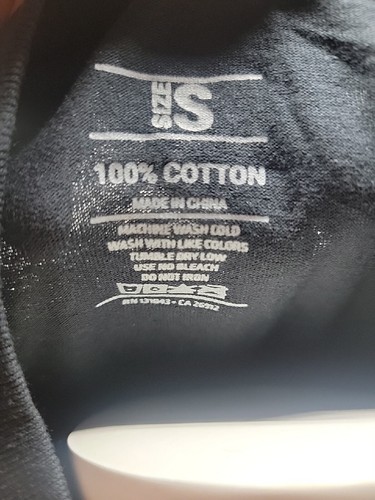 SIZE S
100% COTTON
MADE IN CHINA
MACHINE WASH COLD
WASH WITH LIKE COLORS
TUMBLE DRY LOW
USE NO BLEACH
DO NOT IRON
RN 131043 - CA 26912